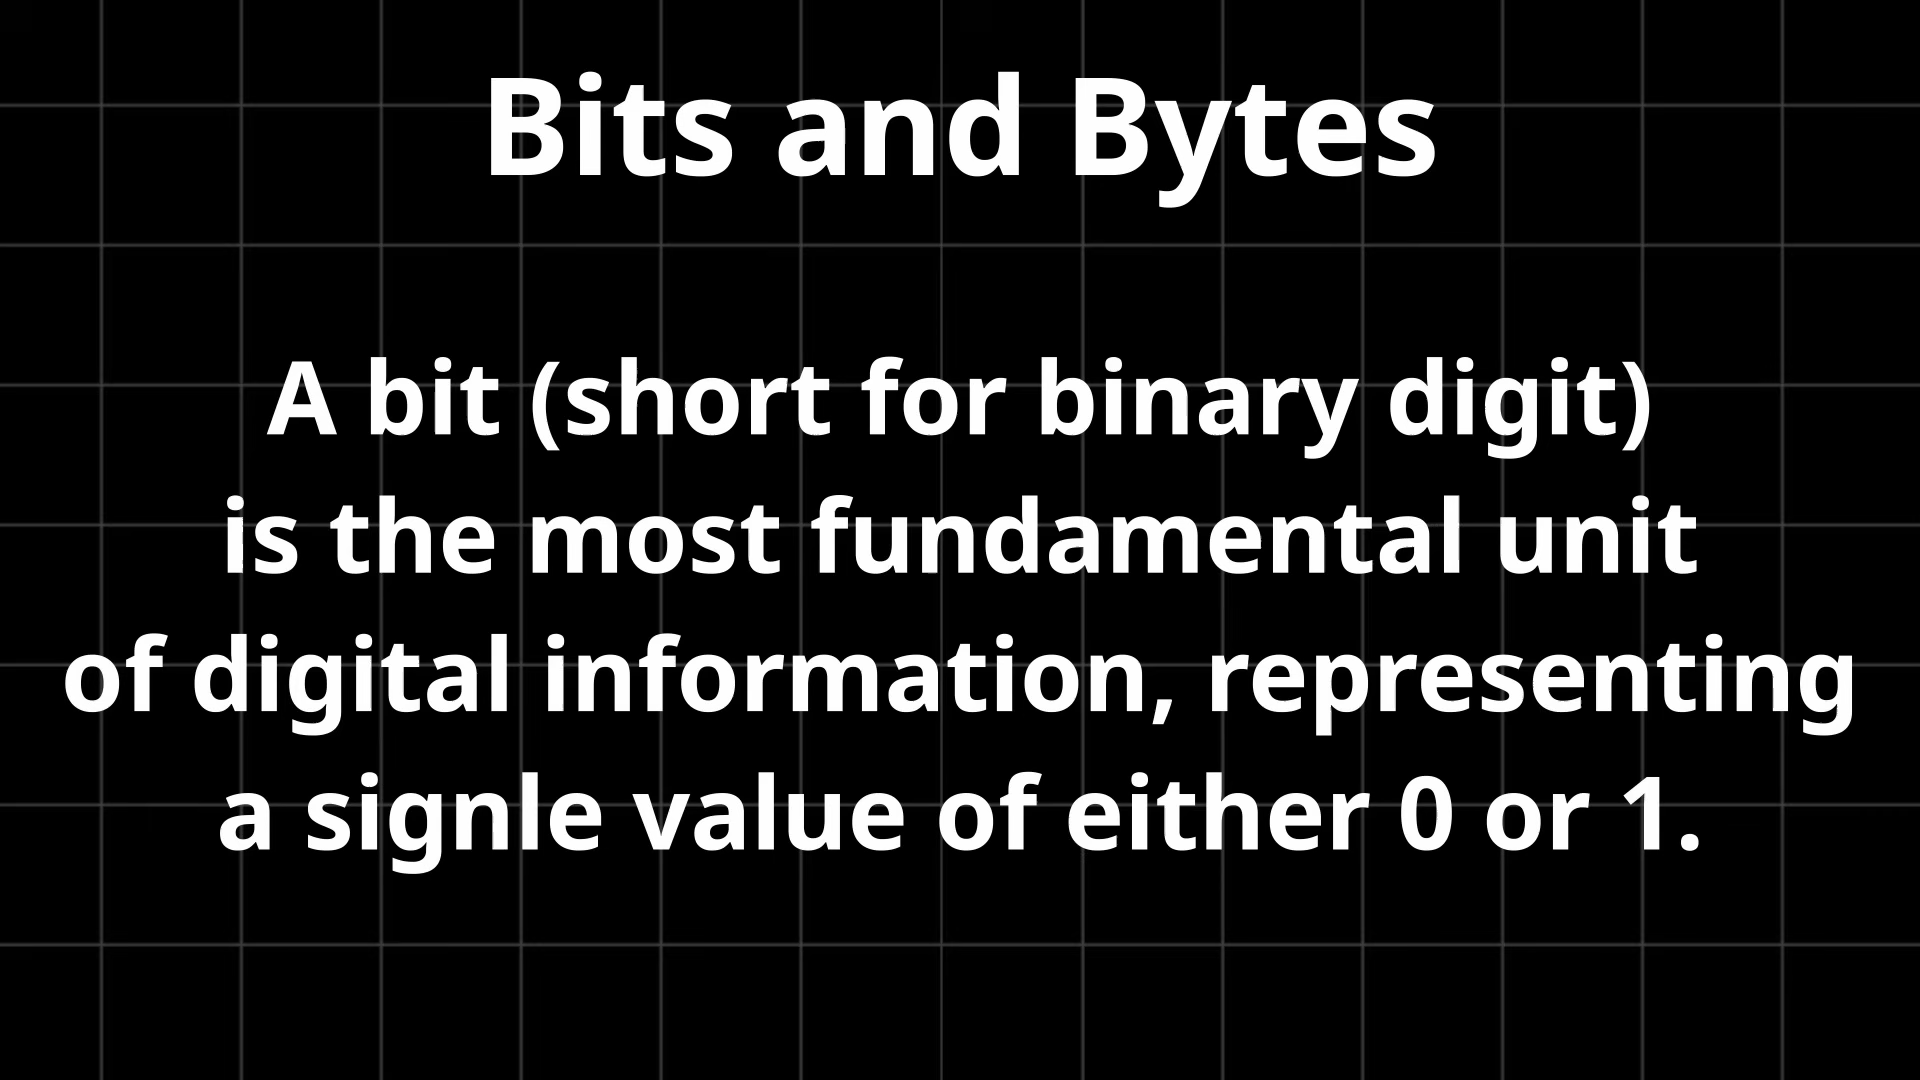 Bits and Bytes
A bit (short for binary digit)
is the most fundamental unit
of digital information, representing
a signle value of either 0 or 1.